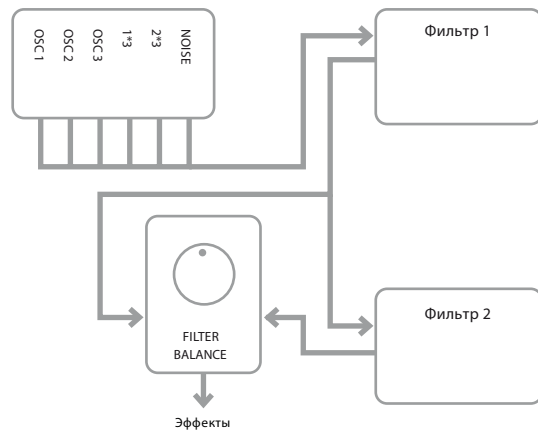 OSC 1
OSC 2
OSC 3
1*3
2*3
NOISE
Фильтр 1
FILTER
BALANCE
Фильтр 2
Эффекты